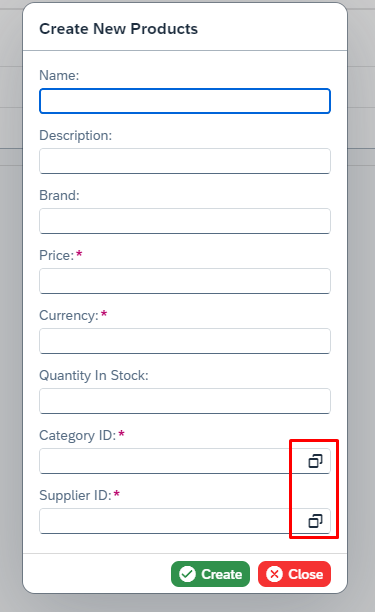 Create New Products
Name:
Description:
Brand:
Price:*
Currency:*
Quantity In Stock:
Category ID:*
Supplier ID:*
Create Close